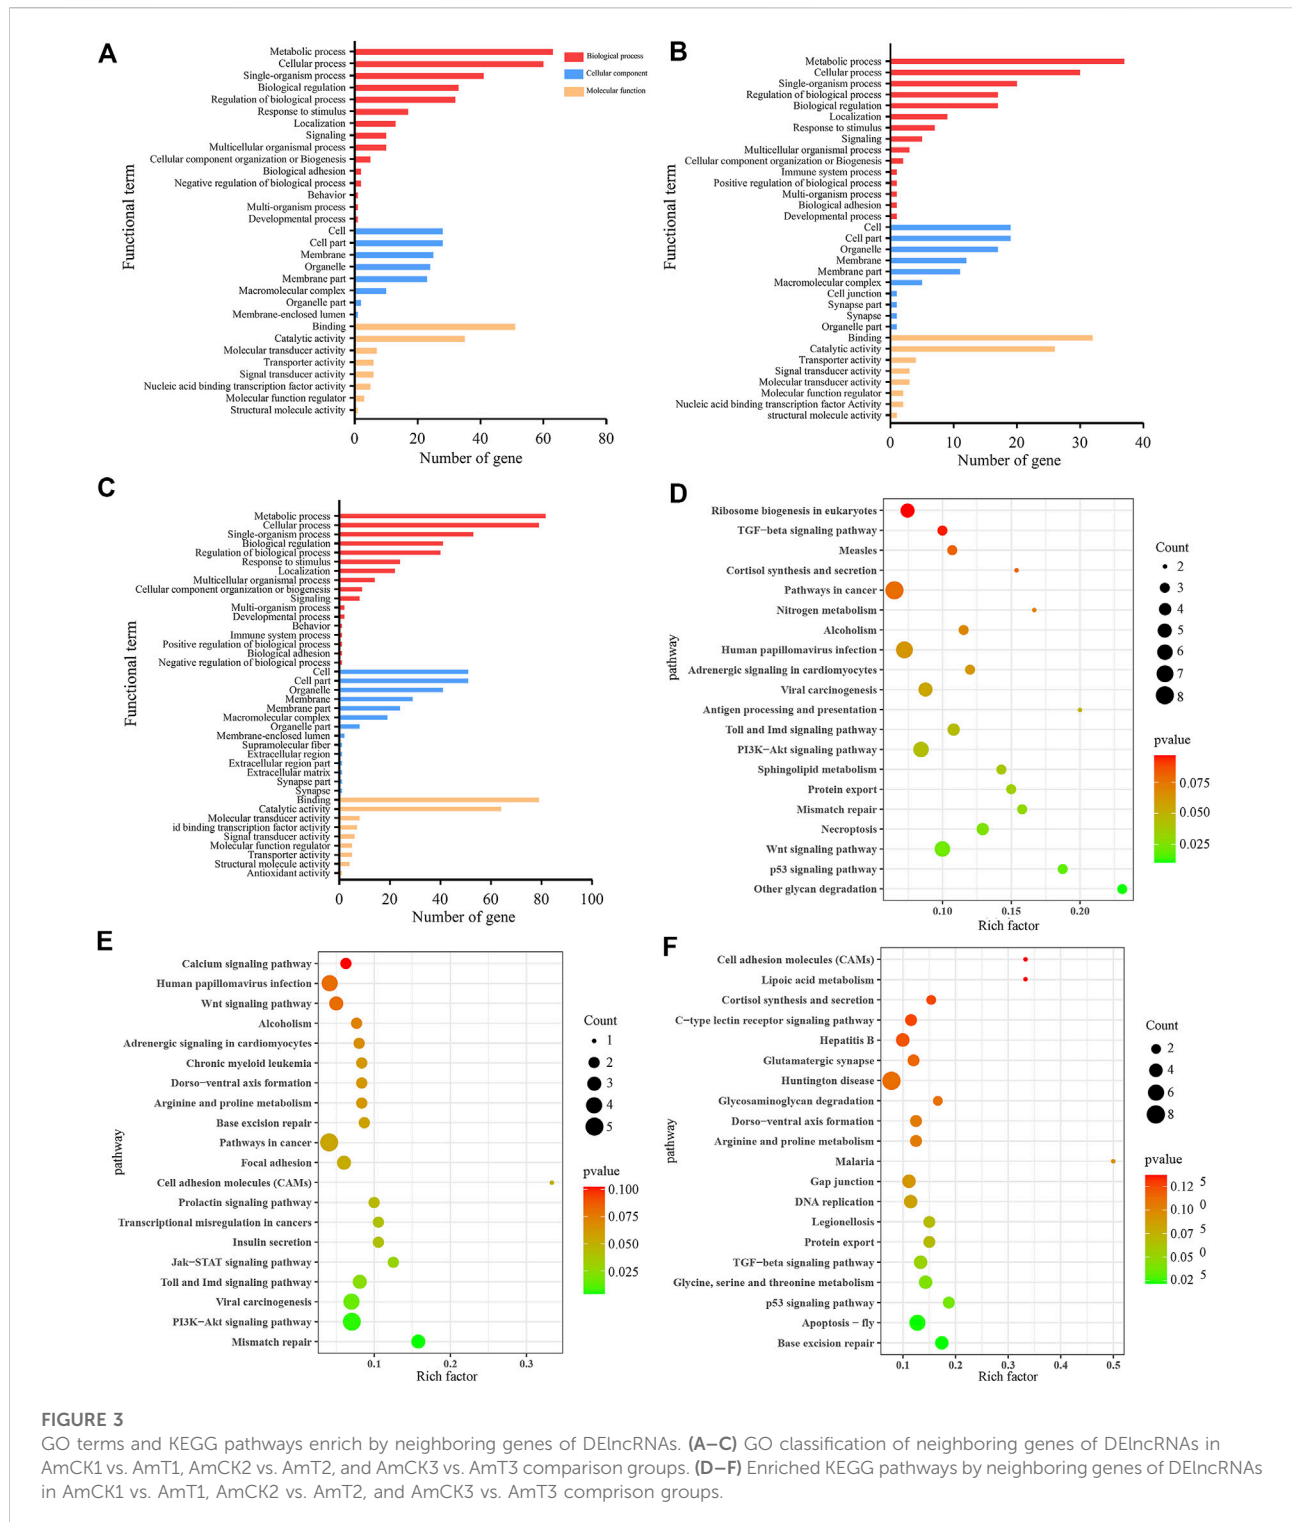 A
Metabolic process
Cellular process
Single-organism process
Biological regulation
Regulation of biological process
Response to stimulus
Localization
Signaling
Multicellular organismal process
Cellular component organization or Biogenesis
Biological adhesion
Negative regulation of biological process
Behavior
Multi-organism process
Developmental process
Cell
Cell part
Membrane
Organelle
Membrane part
Macromolecular complex
Organelle part
Membrane-enclosed lumen
Binding
Catalytic activity
Molecular transducer activity
Transporter activity
Signal transducer activity
Nucleic acid binding transcription factor activity
Molecular function regulator
Structural molecule activity
Functional term
0 20 40 60 80
Number of gene
Biological process
Cellular component
Molecular function
B
Metabolic process
Cellular process
Single-organism process
Regulation of biological process
Biological regulation
Localization
Response to stimulus
Signaling
Multicellular organismal process
Cellular component organization or Biogenesis
Immune system process
Positive regulation of biological process
Multi-organism process
Biological adhesion
Developmental process
Cell
Cell part
Organelle
Membrane
Membrane part
Macromolecular complex
Cell junction
Synapse part
Synapse
Organelle part
Binding
Catalytic activity
Transporter activity
Signal transducer activity
Molecular transducer activity
Molecular function regulator
Nucleic acid binding transcription factor Activity
structural molecule activity
Functional term
0 10 20 30 40
Number of gene
C
Metabolic process
Cellular process
Single-organism process
Biological regulation
Regulation of biological process
Response to stimulus
Localization
Multicellular organismal process
Cellular component organization or biogenesis
Signaling
Multi-organism process
Developmental process
Behavior
Immune system process
Positive regulation of biological process
Biological adhesion
Negative regulation of biological process
Cell
Cell part
Organelle
Membrane
Membrane part
Macromolecular complex
Organelle part
Membrane-enclosed lumen
Supramolecular fiber
Extracellular region
Extracellular region part
Extracellular matrix
Synapse part
Synapse
Binding
Catalytic activity
Molecular transducer activity
id binding transcription factor activity
Signal transducer activity
Molecular function regulator
Transporter activity
Structural molecule activity
Antioxidant activity
Functional term
0 20 40 60 80 100
Number of gene
D
Ribosome biogenesis in eukaryotes
TGF−beta signaling pathway
Measles
Cortisol synthesis and secretion
Pathways in cancer
Nitrogen metabolism
Alcoholism
Human papillomavirus infection
Adrenergic signaling in cardiomyocytes
Viral carcinogenesis
Antigen processing and presentation
Toll and Imd signaling pathway
PI3K−Akt signaling pathway
Sphingolipid metabolism
Protein export
Mismatch repair
Necroptosis
Wnt signaling pathway
p53 signaling pathway
Other glycan degradation
pathway
0.10 0.15 0.20
Rich factor
Count
2
3
4
5
6
7
8
pvalue
0.075
0.050
0.025
E
Calcium signaling pathway
Human papillomavirus infection
Wnt signaling pathway
Alcoholism
Adrenergic signaling in cardiomyocytes
Chronic myeloid leukemia
Dorso−ventral axis formation
Arginine and proline metabolism
Base excision repair
Pathways in cancer
Focal adhesion
Cell adhesion molecules (CAMs)
Prolactin signaling pathway
Transcriptional misregulation in cancers
Insulin secretion
Jak−STAT signaling pathway
Toll and Imd signaling pathway
Viral carcinogenesis
PI3K−Akt signaling pathway
Mismatch repair
pathway
0.1 0.2 0.3
Rich factor
Count
1
2
3
4
5
pvalue
0.100
0.075
0.050
0.025
F
Cell adhesion molecules (CAMs)
Lipoic acid metabolism
Cortisol synthesis and secretion
C−type lectin receptor signaling pathway
Hepatitis B
Glutamatergic synapse
Huntington disease
Glycosaminoglycan degradation
Dorso−ventral axis formation
Arginine and proline metabolism
Malaria
Gap junction
DNA replication
Legionellosis
Protein export
TGF−beta signaling pathway
Glycine, serine and threonine metabolism
p53 signaling pathway
Apoptosis − fly
Base excision repair
pathway
0.1 0.2 0.3 0.4 0.5
Rich factor
Count
2
4
6
8
pvalue
0.12 5
0.10 0
0.07 5
0.05 0
0.02 5
FIGURE 3
GO terms and KEGG pathways enrich by neighboring genes of DElncRNAs. (A–C) GO classification of neighboring genes of DElncRNAs in
AmCK1 vs. AmT1, AmCK2 vs. AmT2, and AmCK3 vs. AmT3 comparison groups. (D–F) Enriched KEGG pathways by neighboring genes of DElncRNAs
in AmCK1 vs. AmT1, AmCK2 vs. AmT2, and AmCK3 vs. AmT3 comprison groups.